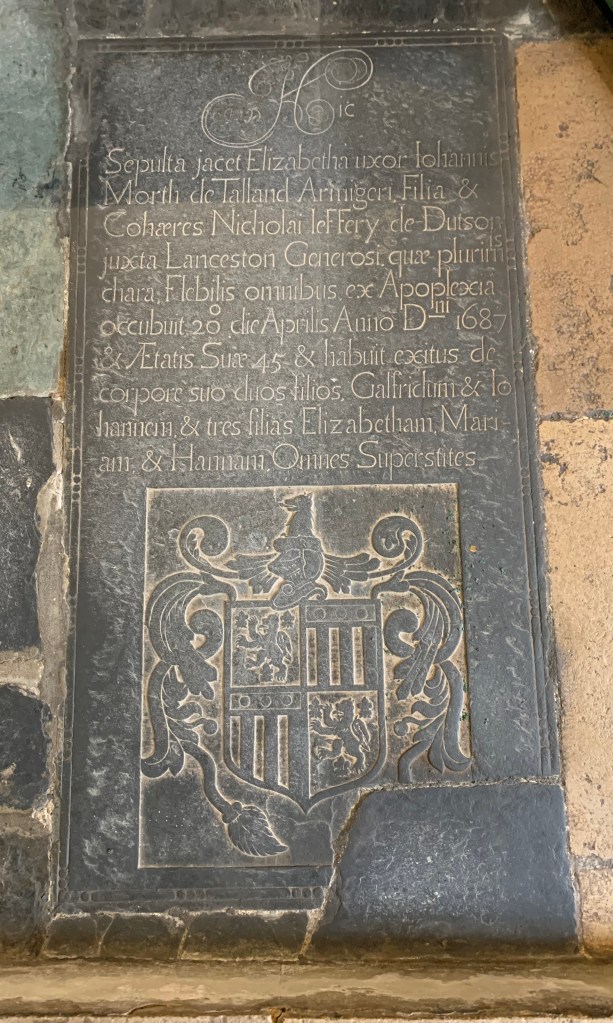 Hic
Sepulta jacet Elizabetha uxor Iohannis
Morth de Talland Armigeri, Filia &
Cohæres Nicholai Ieffery de Dutson
juxta Lanceston Generosi, quæ plurimis
chara, Flebilis omnibus, ex Apoplexia
occubuit 20o die Aprilis Anno Dni 1687
& Ætatis Suæ 45 & habuit exitus de
corpore suo duos filios, Galfridum & Io
hannem, & tres filias Elizabetham, Mari-
am, & Hannam, Omnes Superstites